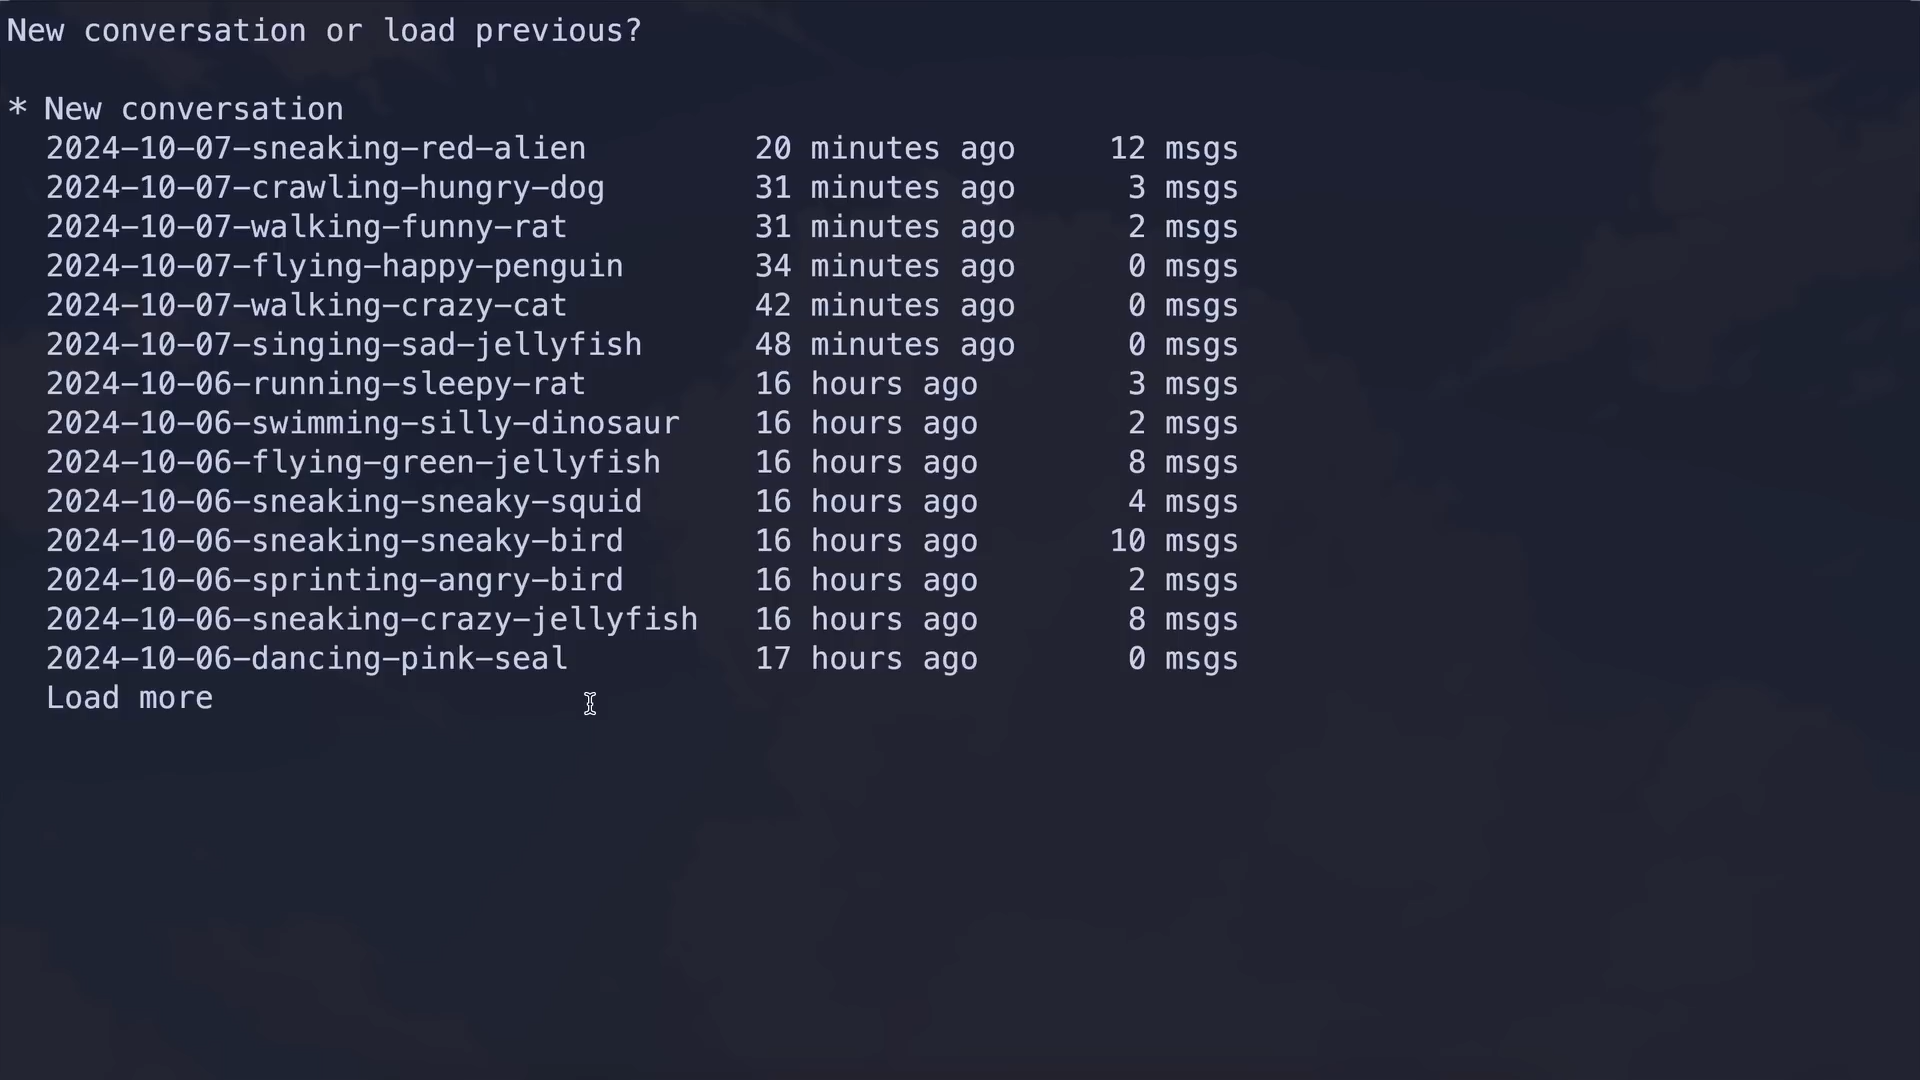 New conversation or load previous?
* New conversation
2024-10-07-sneaking-red-alien 20 minutes ago 12 msgs
2024-10-07-crawling-hungry-dog 31 minutes ago 3 msgs
2024-10-07-walking-funny-rat 31 minutes ago 2 msgs
2024-10-07-flying-happy-penguin 34 minutes ago 0 msgs
2024-10-07-walking-crazy-cat 42 minutes ago 0 msgs
2024-10-07-singing-sad-jellyfish 48 minutes ago 0 msgs
2024-10-06-running-sleepy-rat 16 hours ago 3 msgs
2024-10-06-swimming-silly-dinosaur 16 hours ago 2 msgs
2024-10-06-flying-green-jellyfish 16 hours ago 8 msgs
2024-10-06-sneaking-sneaky-squid 16 hours ago 4 msgs
2024-10-06-sneaking-sneaky-bird 16 hours ago 10 msgs
2024-10-06-sprinting-angry-bird 16 hours ago 2 msgs
2024-10-06-sneaking-crazy-jellyfish 16 hours ago 8 msgs
2024-10-06-dancing-pink-seal 17 hours ago 0 msgs
Load more